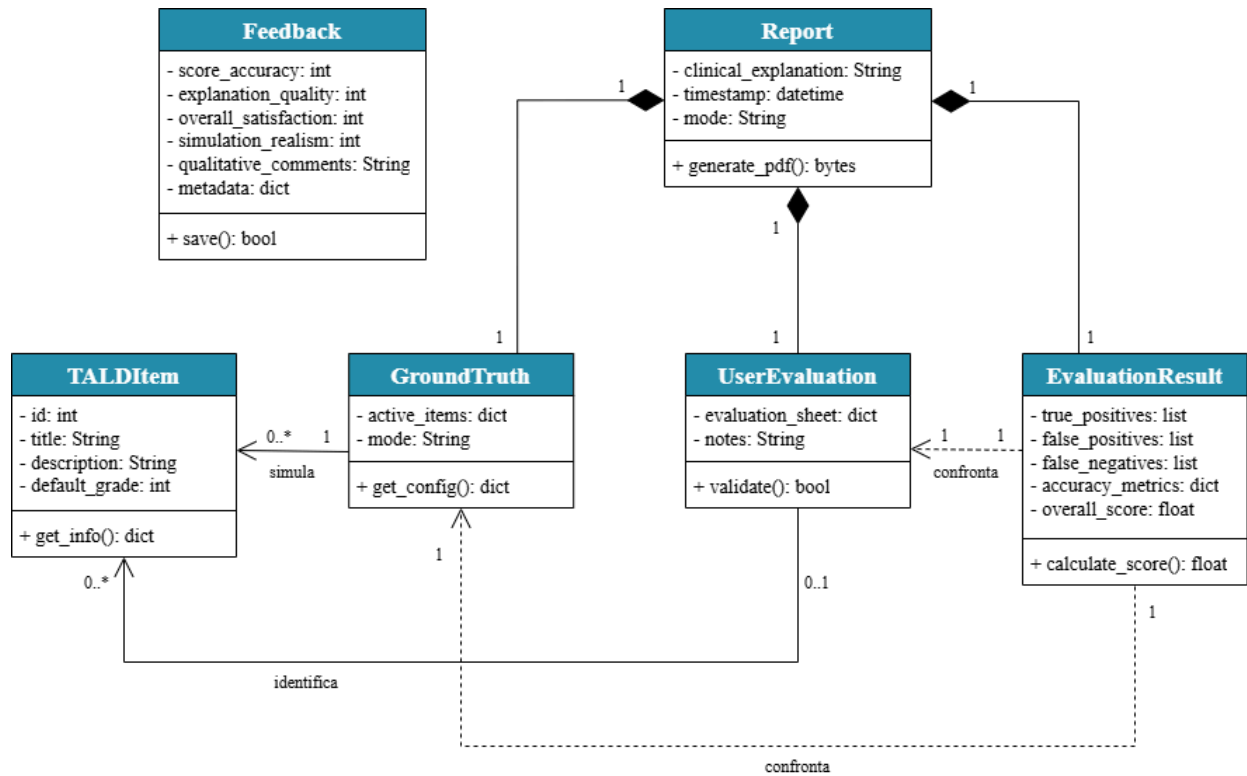 Feedback
- score_accuracy: int
- explanation_quality: int
- overall_satisfaction: int
- simulation_realism: int
- qualitative_comments: String
- metadata: dict
+ save(): bool
Report
- clinical_explanation: String
- timestamp: datetime
- mode: String
+ generate_pdf(): bytes
1
1
1
1
1
1
TALDItem
- id: int
- title: String
- description: String
- default_grade: int
+ get_info(): dict
0..*
1
simula
GroundTruth
- active_items: dict
- mode: String
+ get_config(): dict
UserEvaluation
- evaluation_sheet: dict
- notes: String
+ validate(): bool
1
1
confronta
EvaluationResult
- true_positives: list
- false_positives: list
- false_negatives: list
- accuracy_metrics: dict
- overall_score: float
+ calculate_score(): float
0..*
1
0..1
1
identifica
confronta